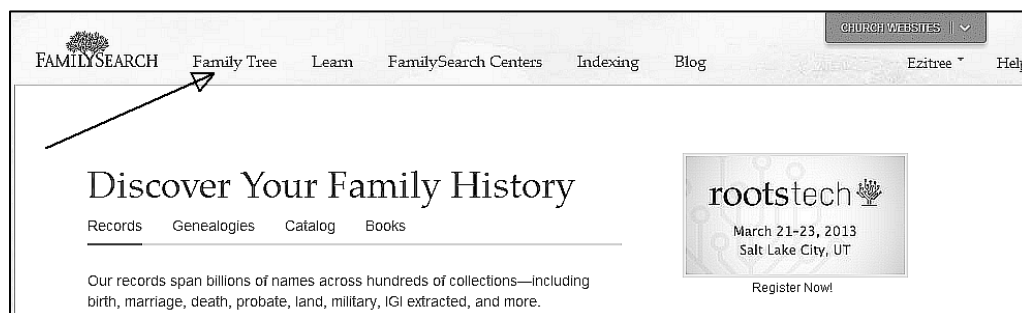 CHURCH WEBSITES
FAMILYSEARCH Family Tree Learn FamilySearch Centers Indexing Blog Ezitree Help
Discover Your Family History
Records Genealogies Catalog Books
Our records span billions of names across hundreds of collections—including
birth, marriage, death, probate, land, military, IGI extracted, and more.
rootstech
March 21-23, 2013
Salt Lake City, UT
Register Now!